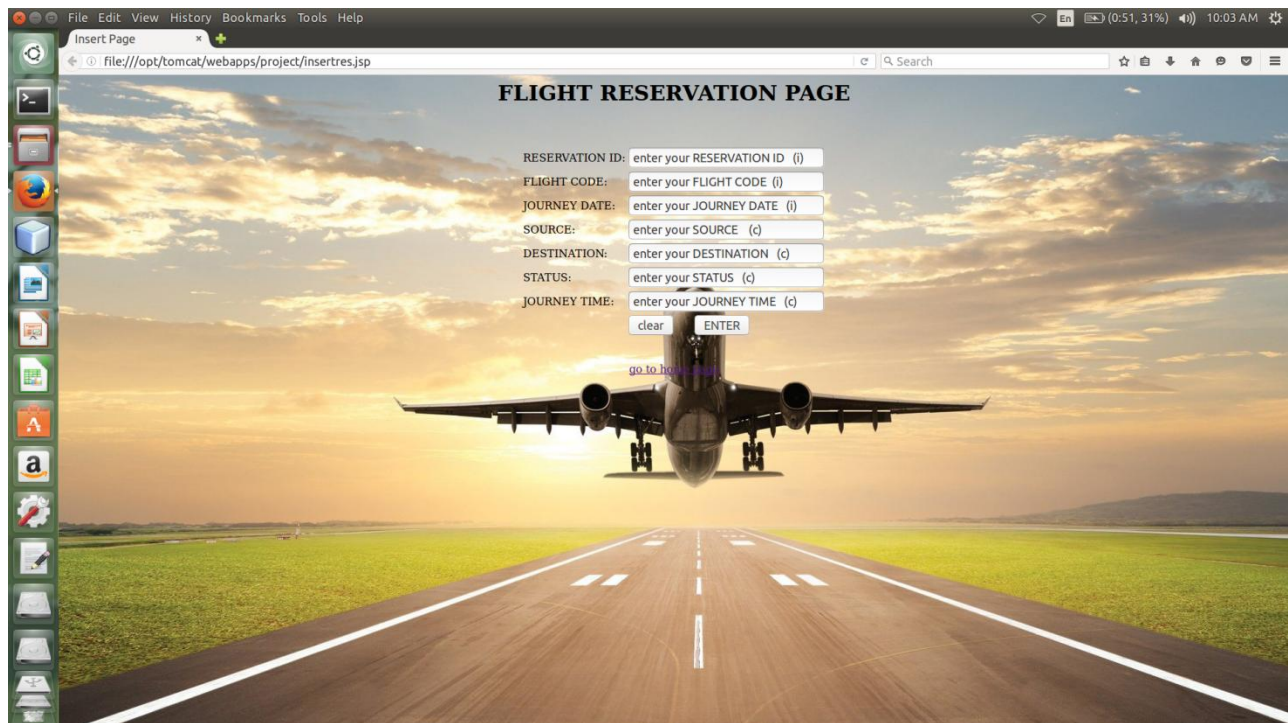 File Edit View History Bookmarks Tools Help
En (0:51, 31%) 10:03 AM
Insert Page
file:///opt/tomcat/webapps/project/insertres.jsp
Search
FLIGHT RESERVATION PAGE
RESERVATION ID: enter your RESERVATION ID (i)
FLIGHT CODE: enter your FLIGHT CODE (i)
JOURNEY DATE: enter your JOURNEY DATE (i)
SOURCE: enter your SOURCE (c)
DESTINATION: enter your DESTINATION (c)
STATUS: enter your STATUS (c)
JOURNEY TIME: enter your JOURNEY TIME (c)
clear ENTER
go to home page